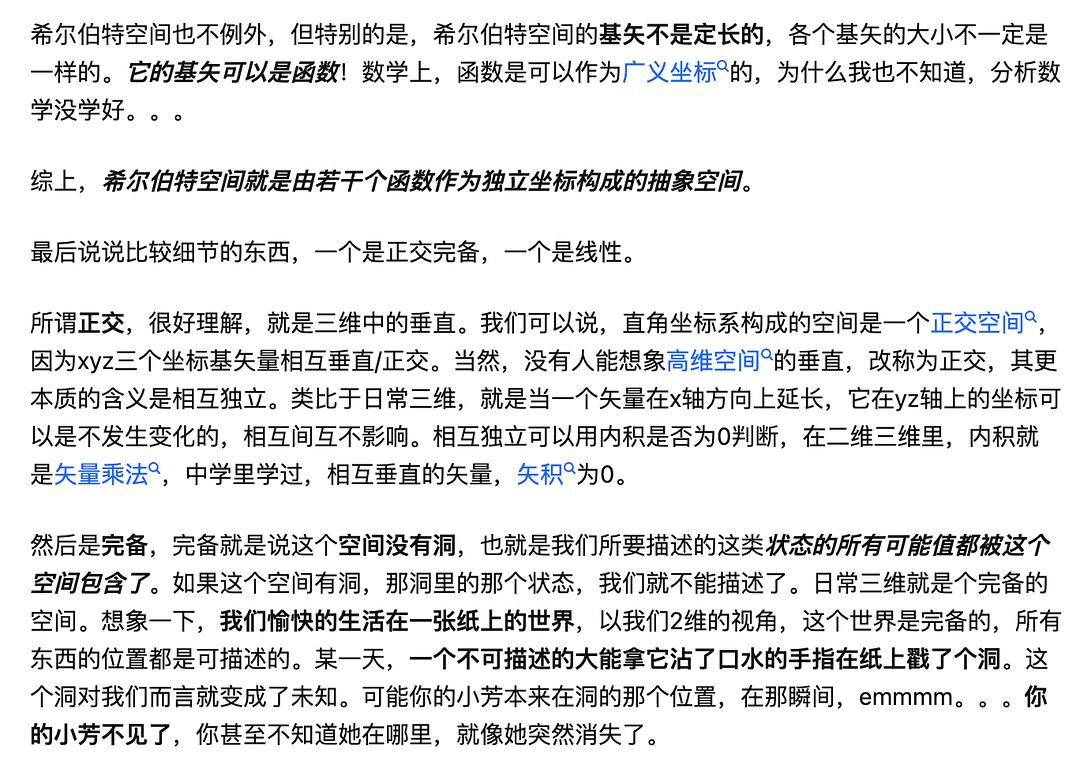 希尔伯特空间也不例外，但特别的是，希尔伯特空间的基矢不是定长的，各个基矢的大小不一定是
一样的。它的基矢可以是函数！数学上，函数是可以作为广义坐标的，为什么我也不知道，分析数
学没学好。。。
综上，希尔伯特空间就是由若干个函数作为独立坐标构成的抽象空间。
最后说说比较细节的东西，一个是正交完备，一个是线性。
所谓正交，很好理解，就是三维中的垂直。我们可以说，直角坐标系构成的空间是一个正交空间，
因为xyz三个坐标基矢量相互垂直/正交。当然，没有人能想象高维空间的垂直，改称为正交，其更
本质的含义是相互独立。类比于日常三维，就是当一个矢量在x轴方向上延长，它在yz轴上的坐标可
以是不发生变化的，相互间互不影响。相互独立可以用内积是否为0判断，在二维三维里，内积就
是矢量乘法，中学里学过，相互垂直的矢量，矢积为0。
然后是完备，完备就是说这个空间没有洞，也就是我们所要描述的这类状态的所有可能值都被这个
空间包含了。如果这个空间有洞，那洞里的那个状态，我们就不能描述了。日常三维就是个完备的
空间。想象一下，我们愉快的生活在一张纸上的世界，以我们2维的视角，这个世界是完备的，所有
东西的位置都是可描述的。某一天，一个不可描述的大能拿它沾了口水的手指在纸上戳了个洞。这
个洞对我们而言就变成了未知。可能你的小芳本来在洞的那个位置，在那瞬间，emmmm。。。你
的小芳不见了，你甚至不知道她在哪里，就像她突然消失了。